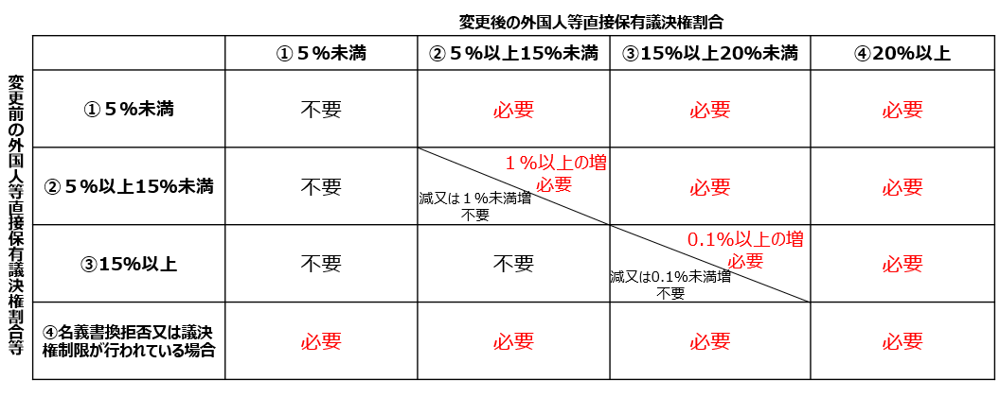 変更後の外国人等直接保有議決権割合
①５％未満
②５％以上15％未満
③15％以上20％未満
④20％以上
変更前の外国人等直接保有議決権割合等
①５％未満
不要
必要
必要
必要
②５％以上15％未満
不要
１％以上の増
必要
減又は１％未満増
不要
必要
必要
③15％以上
不要
不要
0.1％以上の増
必要
減又は0.1％未満増
不要
必要
④名義書換拒否又は議決
権制限が行われている場合
必要
必要
必要
必要